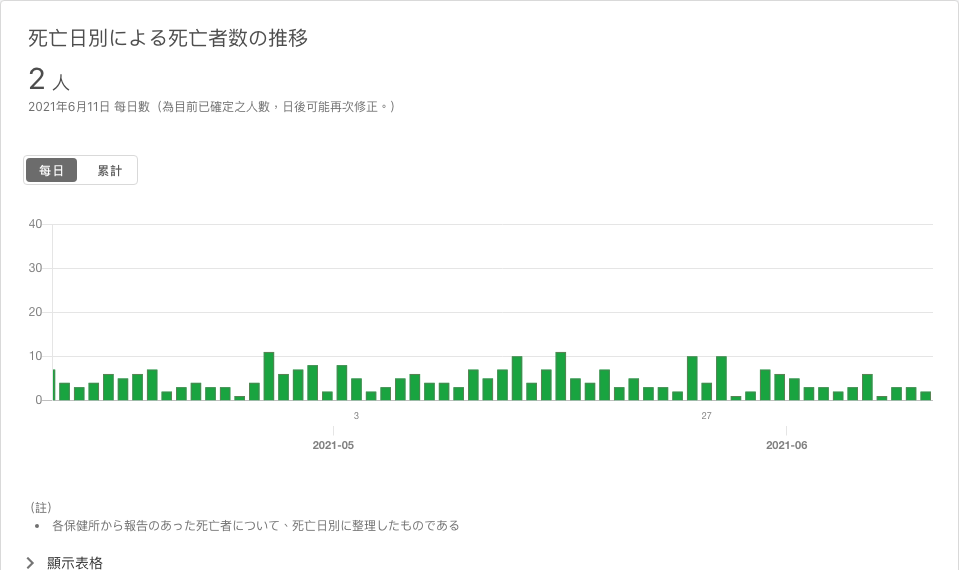 死亡日別による死亡者数の推移
2 人
2021年6月11日 每日數（為目前已確定之人數，日後可能再次修正。）
每日 累計
40
30
20
10
0
3 27
2021-05 2021-06
（註）
• 各保健所から報告のあった死亡者について、死亡日別に整理したものである
顯示表格